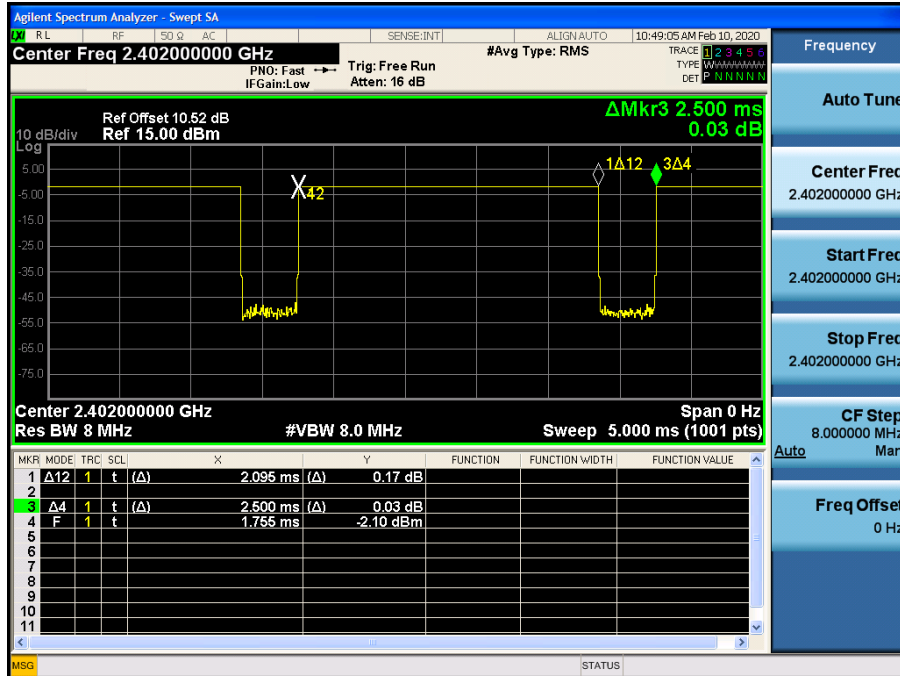 Agilent Spectrum Analyzer - Swept SA
LXI RL RF 50 Ω AC SENSE:INT ALIGN AUTO 10:49:05 AM Feb 10, 2020
Center Freq 2.402000000 GHz #Avg Type: RMS TRACE 1 2 3 4 5 6
PNO: Fast Trig: Free Run TYPE WWWWWW
IFGain:Low Atten: 16 dB DET P N N N N N
ΔMkr3 2.500 ms
0.03 dB
Ref Offset 10.52 dB
10 dB/div Ref 15.00 dBm
Log
5.00
-5.00
-15.0
-25.0
-35.0
-45.0
-55.0
-65.0
-75.0
X 42 1Δ12 3Δ4
Center 2.402000000 GHz Span 0 Hz
Res BW 8 MHz #VBW 8.0 MHz Sweep 5.000 ms (1001 pts)
MKR MODE TRC SCL X Y FUNCTION FUNCTION WIDTH FUNCTION VALUE
1 Δ12 1 t (Δ) 2.095 ms (Δ) 0.17 dB
2
3 Δ4 1 t (Δ) 2.500 ms (Δ) 0.03 dB
4 F 1 t 1.755 ms -2.10 dBm
5
6
7
8
9
10
11
MSG STATUS
Frequency
Auto Tune
Center Freq
2.402000000 GHz
Start Freq
2.402000000 GHz
Stop Freq
2.402000000 GHz
CF Step
8.000000 MHz
Auto Man
Freq Offset
0 Hz